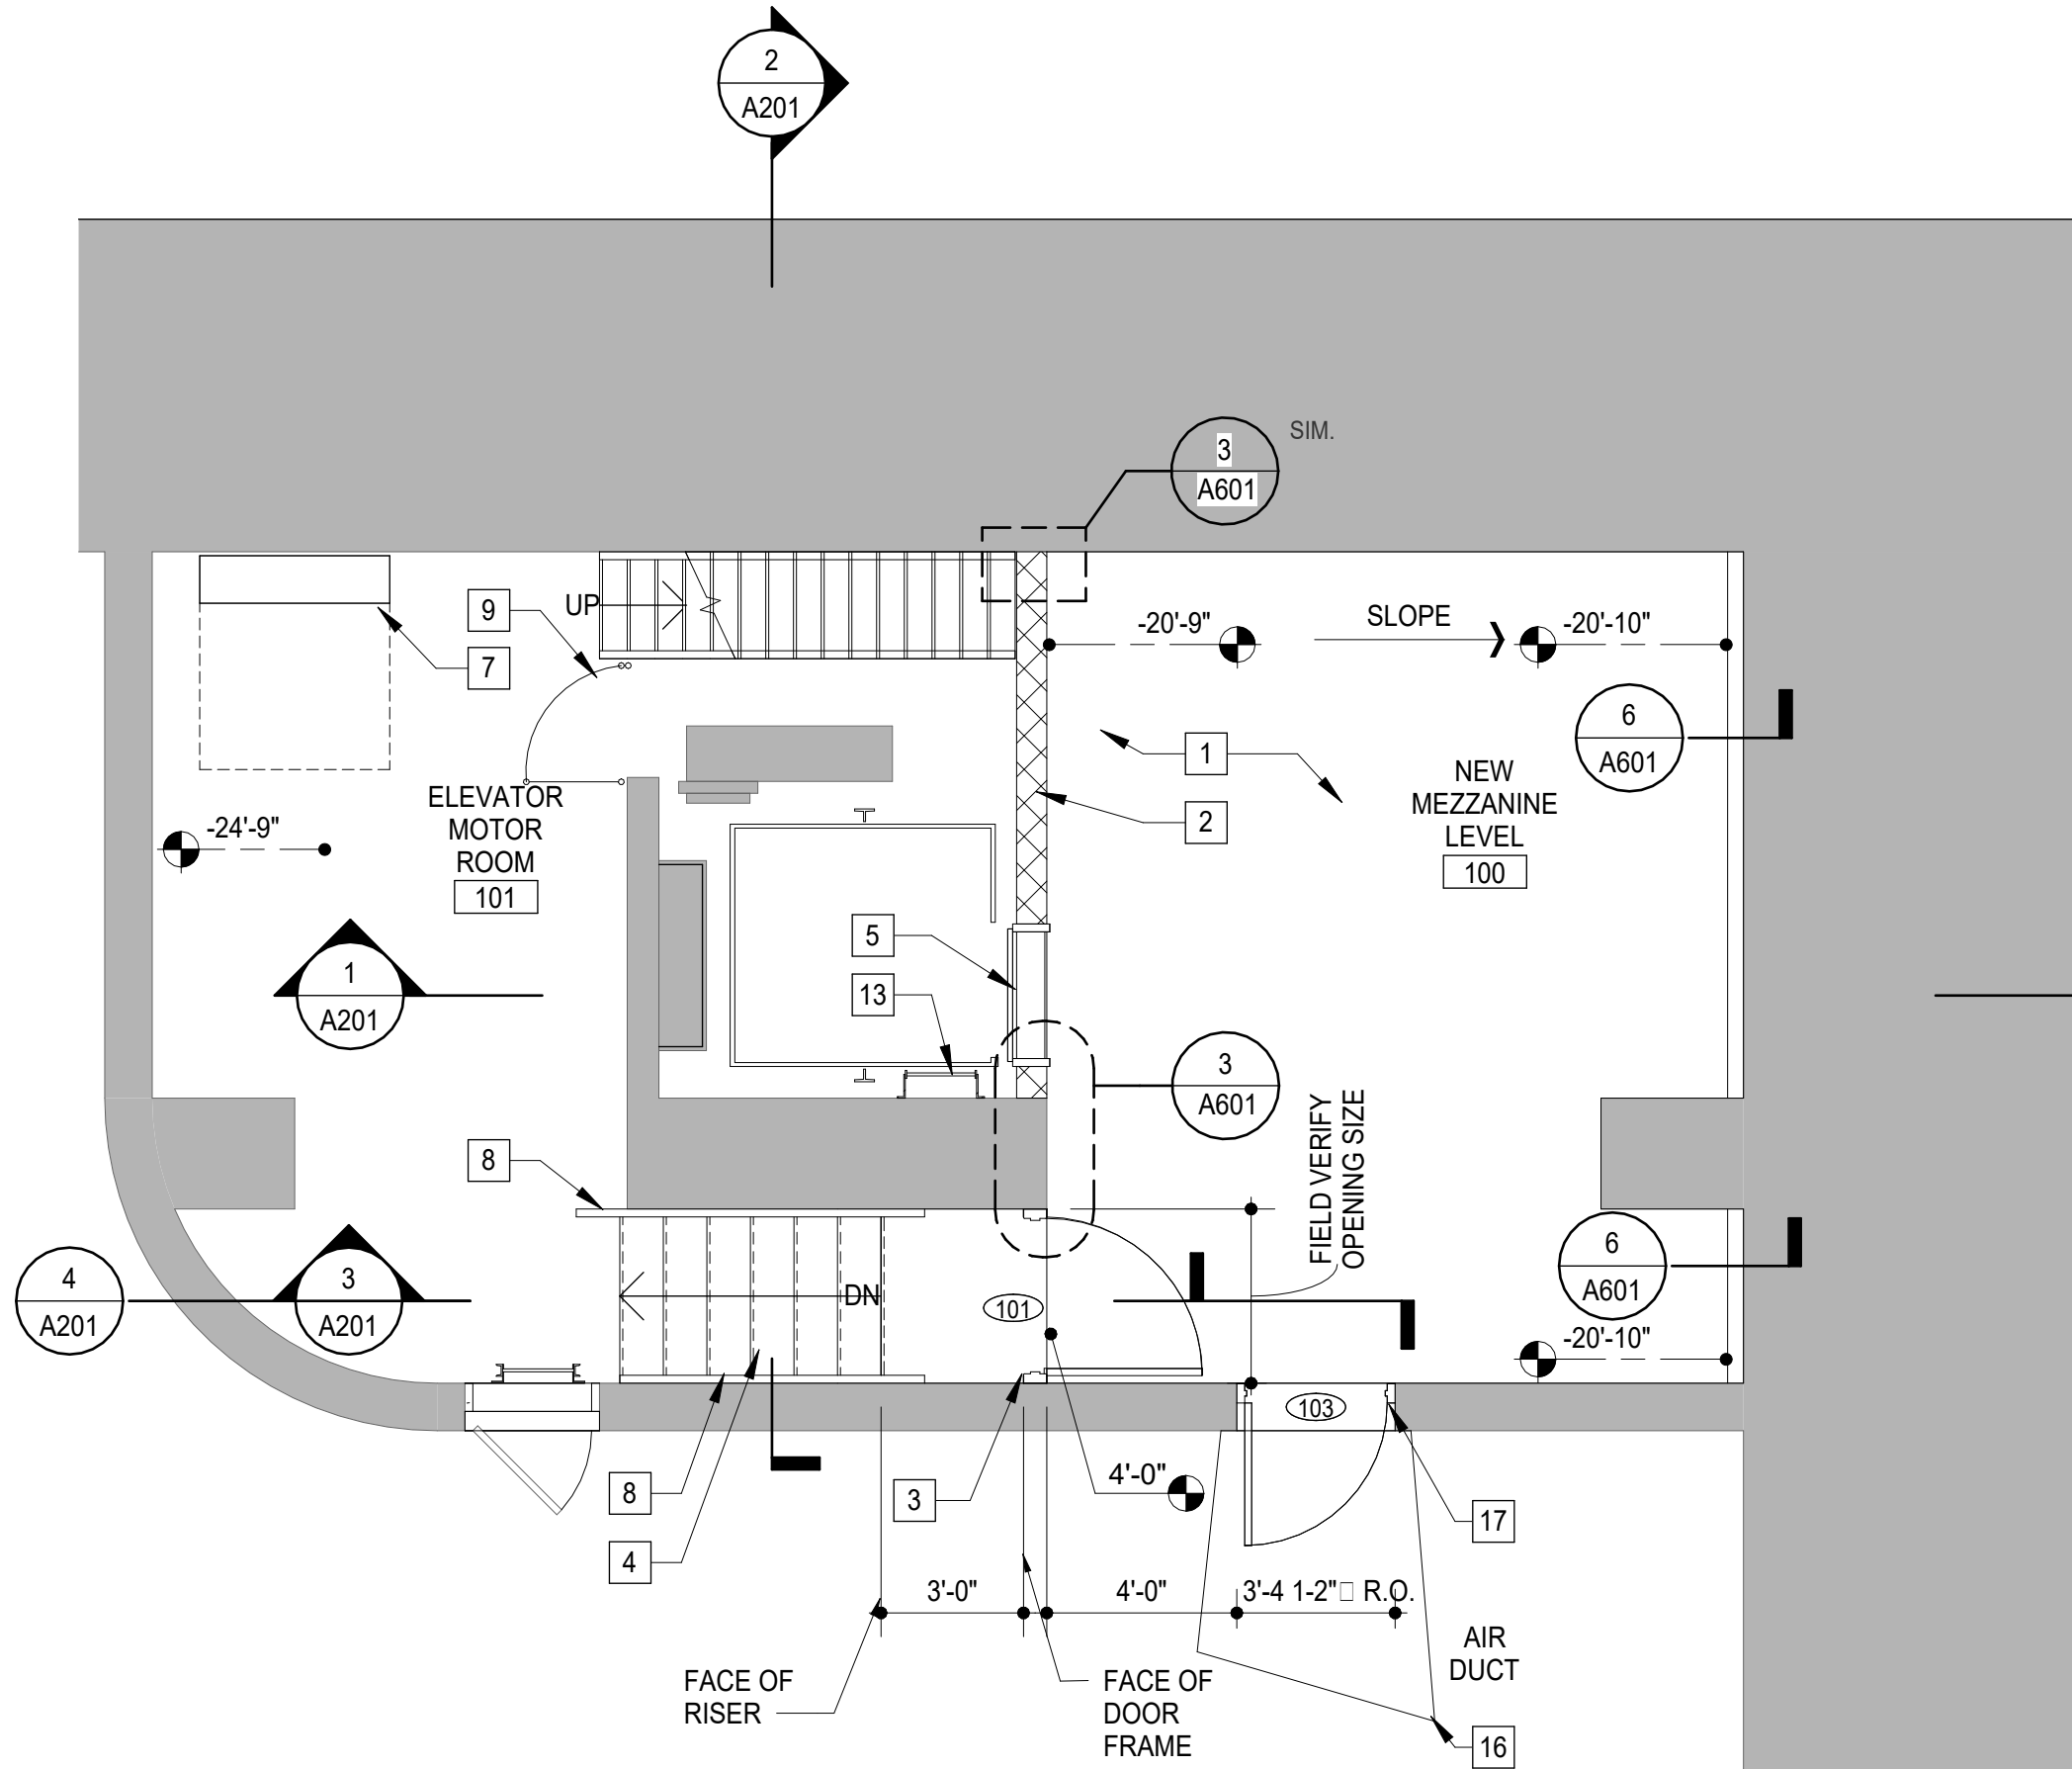 2
A201
3
A601
SIM.
9
UP
7
-20'-9"
SLOPE
-20'-10"
6
A601
1
2
NEW
MEZZANINE
LEVEL
100
ELEVATOR
MOTOR
ROOM
101
-24'-9"
5
13
1
A201
3
A601
FIELD VERIFY
OPENING SIZE
8
4
A201
3
A201
DN
101
6
A601
-20'-10"
103
8
4
3
4'-0"
17
3'-0"
4'-0"
3'-4 1-2"□ R.O.
AIR
DUCT
FACE OF
RISER
FACE OF
DOOR
FRAME
16